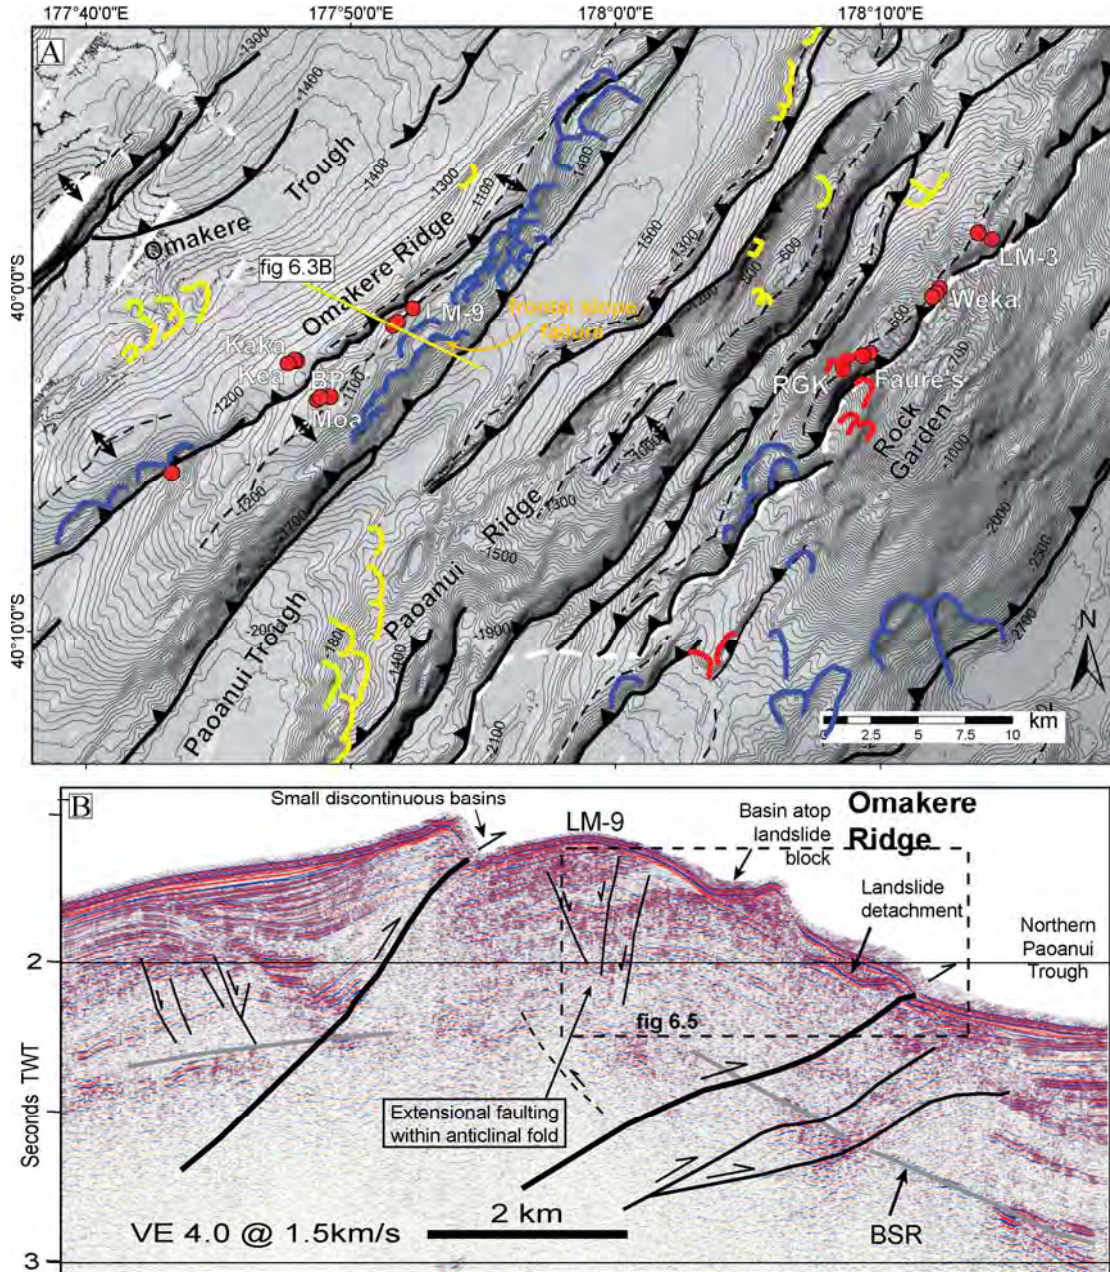 177°40'0"E
177°50'0"E
178°0'0"E
178°10'0"E
A
-1300
-1400
-1400
-1300
1100
1400
1500
-1300
-1200
-600
Omakere Trough
Omakere Ridge
fig 6.3B
LM-9
frontal slope
failure
Kaka
Kea
BP
Moa
-1200
-1100
-1200
LM-3
Weka
RGK
Faure's
Rock
Garden
-1000
-2000
-2500
-2700
40°0'0"S
40°10'0"S
Paoanui Ridge
-1300
-1500
Paoanui Trough
-1900
1400
-2100
N
0 2.5 5 7.5 10 km
B
Small discontinuous basins
LM-9
Basin atop
landslide
block
Omakere
Ridge
Landslide
detachment
Northern
Paoanui
Trough
2
fig 6.5
Seconds TWT
Extensional faulting
within anticlinal fold
2 km
VE 4.0 @ 1.5km/s
BSR
3